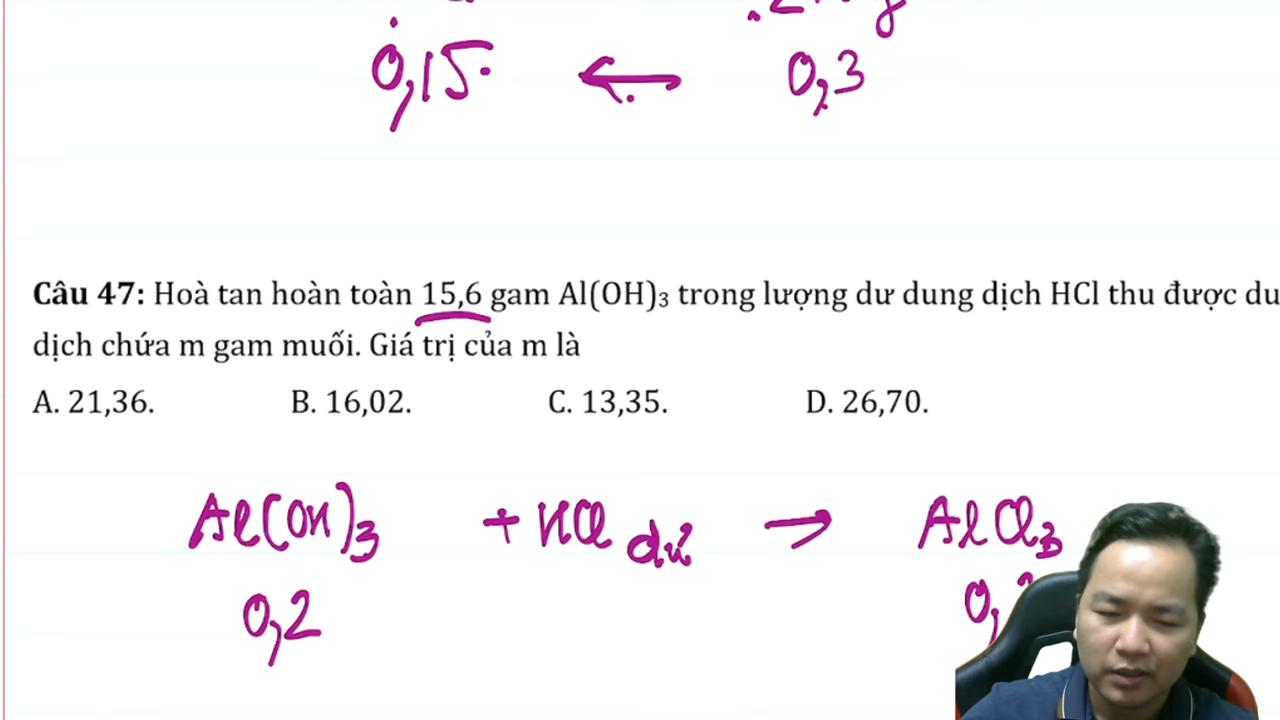 0,15 ← 0,3
Câu 47: Hoà tan hoàn toàn 15,6 gam Al(OH)₃ trong lượng dư dung dịch HCl thu được du
dịch chứa m gam muối. Giá trị của m là
A. 21,36. B. 16,02. C. 13,35. D. 26,70.
Al(OH)₃ + HCl dư → AlCl₃
0,2 0,